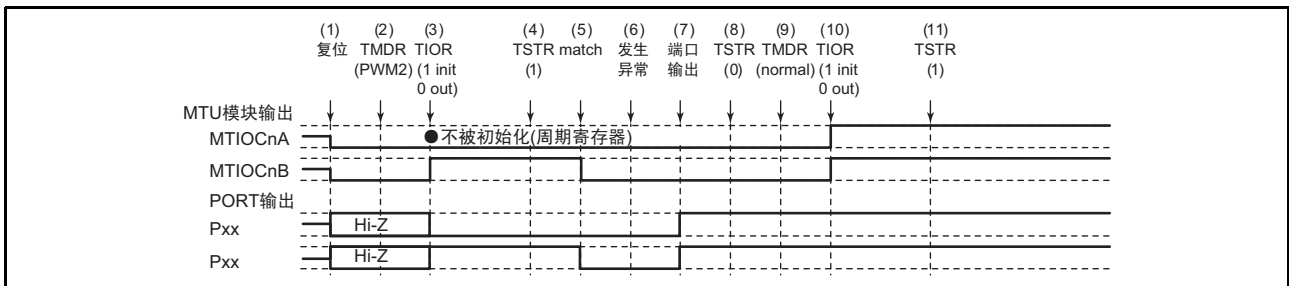 (1) (2) (3) (4) (5) (6) (7) (8) (9) (10) (11)
复位 TMDR TIOR TSTR match 发生 端口 TSTR TMDR TIOR TSTR
(PWM2) (1 init (1) 异常 输出 (0) (normal) (1 init (1)
0 out) 0 out)
MTU模块输出
MTIOCnA ●不被初始化(周期寄存器)
MTIOCnB
PORT输出
Pxx Hi-Z
Pxx Hi-Z